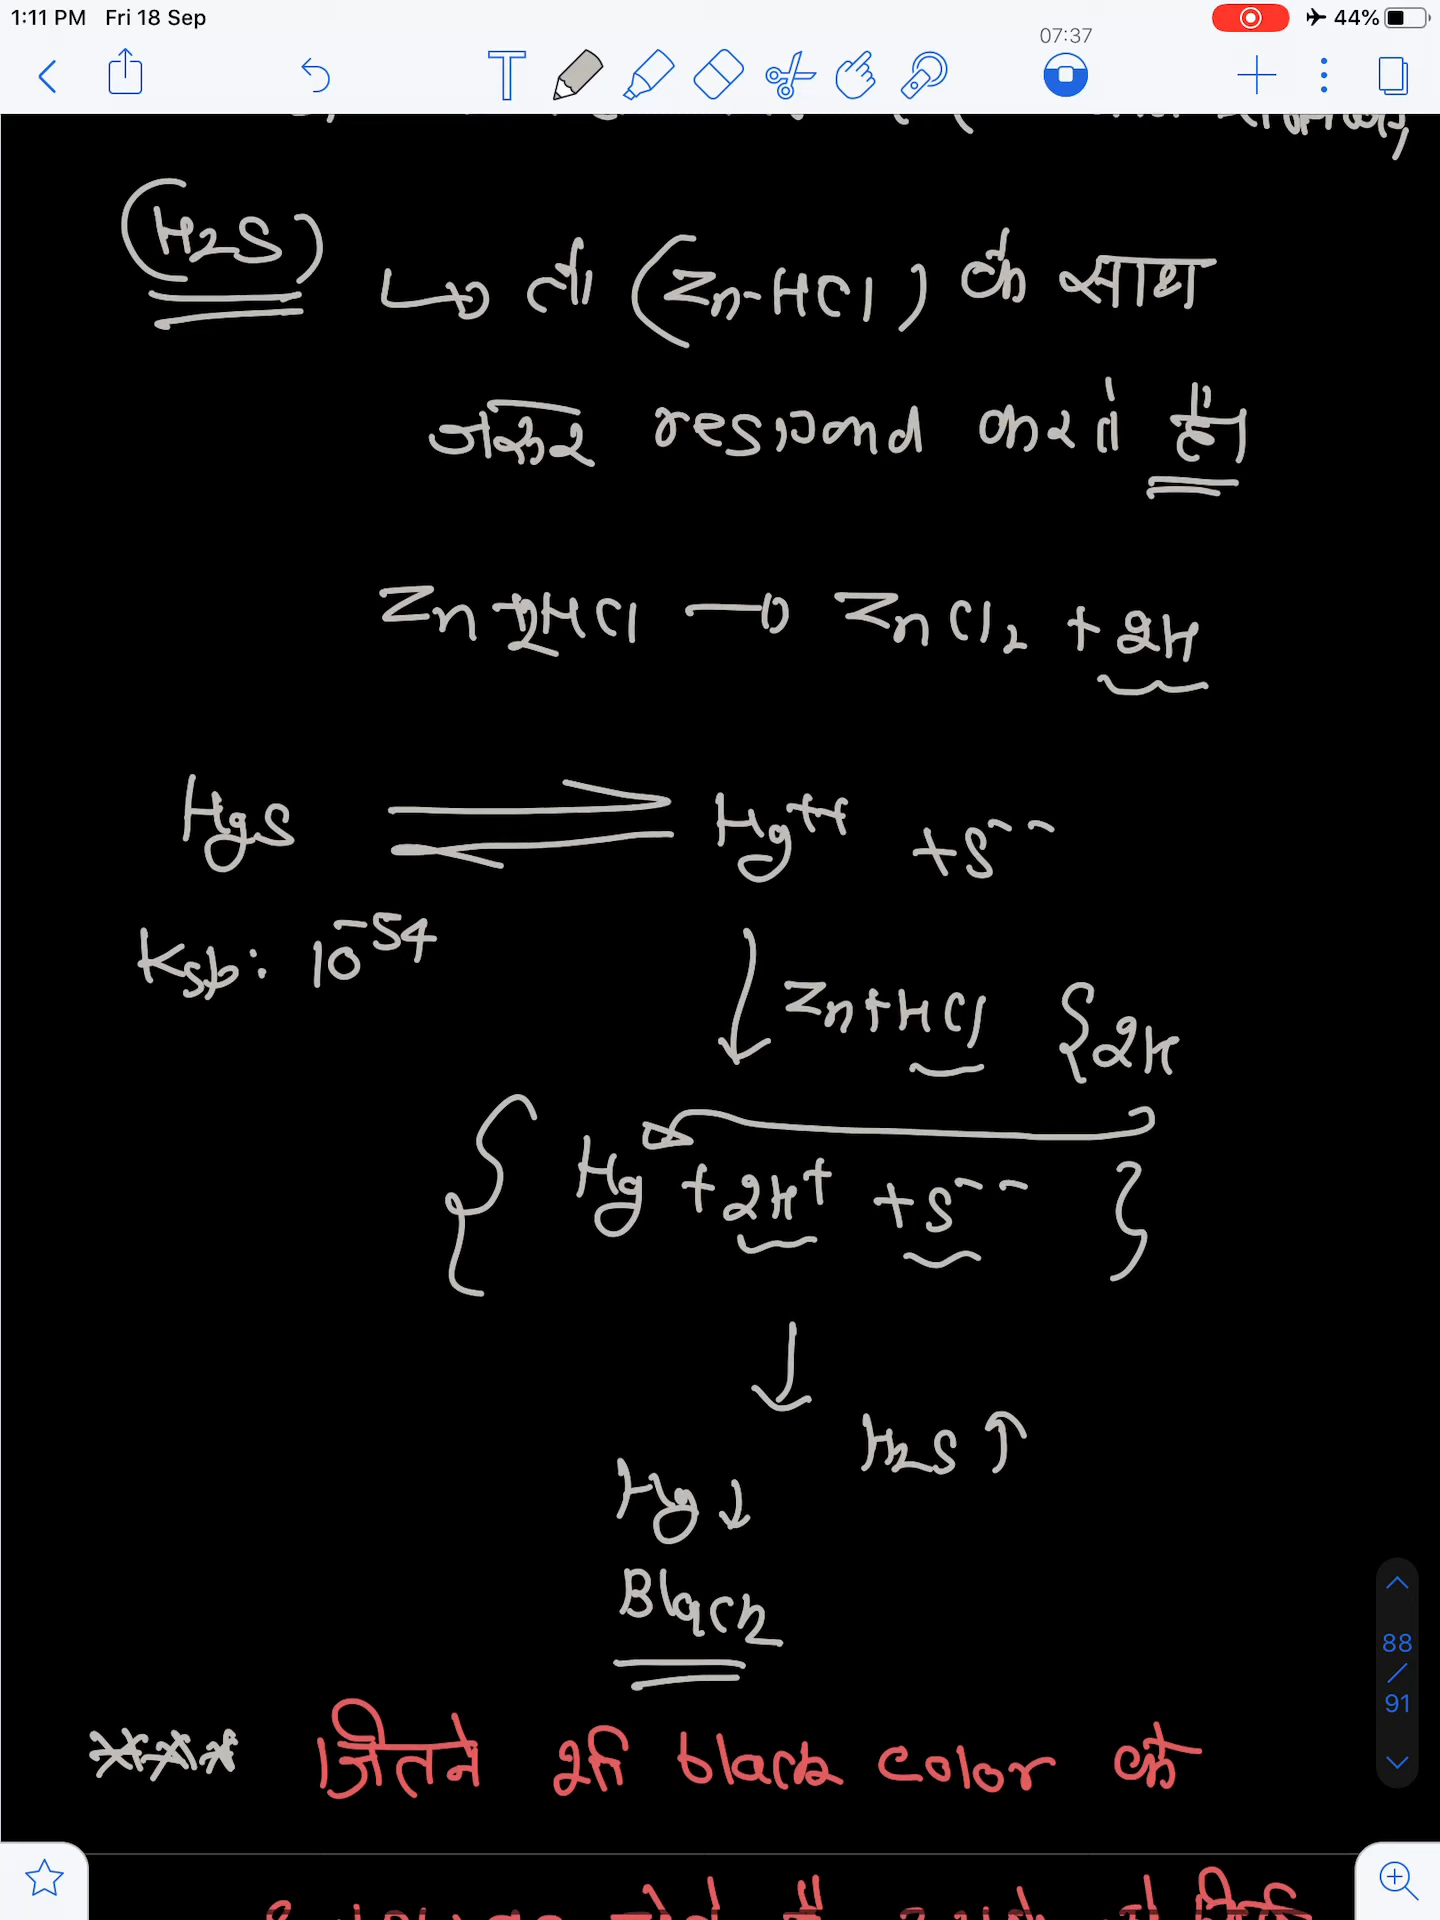 1:11 PM Fri 18 Sep 44%
07:37
(H2S) ↳ तो (Zn-HCl) के साथ
जरूर respond करते हैं।
Zn + 2HCl → ZnCl2 + 2H
HgS ⇌ Hg++ + S--
Ksp: 10^-54
↓ Zn+HCl {2H
{ Hg + 2H+ + S-- }
↓
H2S ↑
Hg ↓
Black
*** जितने भी black color के
88
/
91